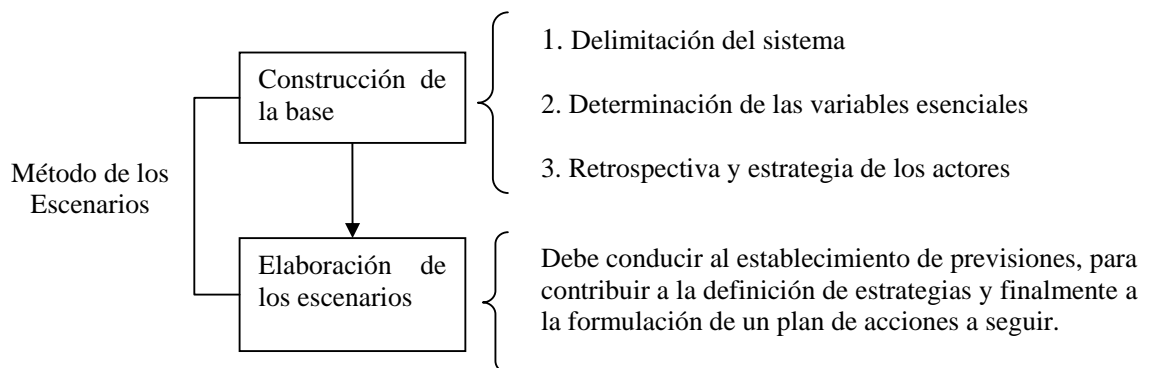 Método de los
Escenarios
Construcción de
la base
1. Delimitación del sistema
2. Determinación de las variables esenciales
3. Retrospectiva y estrategia de los actores
Elaboración de
los escenarios
Debe conducir al establecimiento de previsiones, para
contribuir a la definición de estrategias y finalmente a
la formulación de un plan de acciones a seguir.